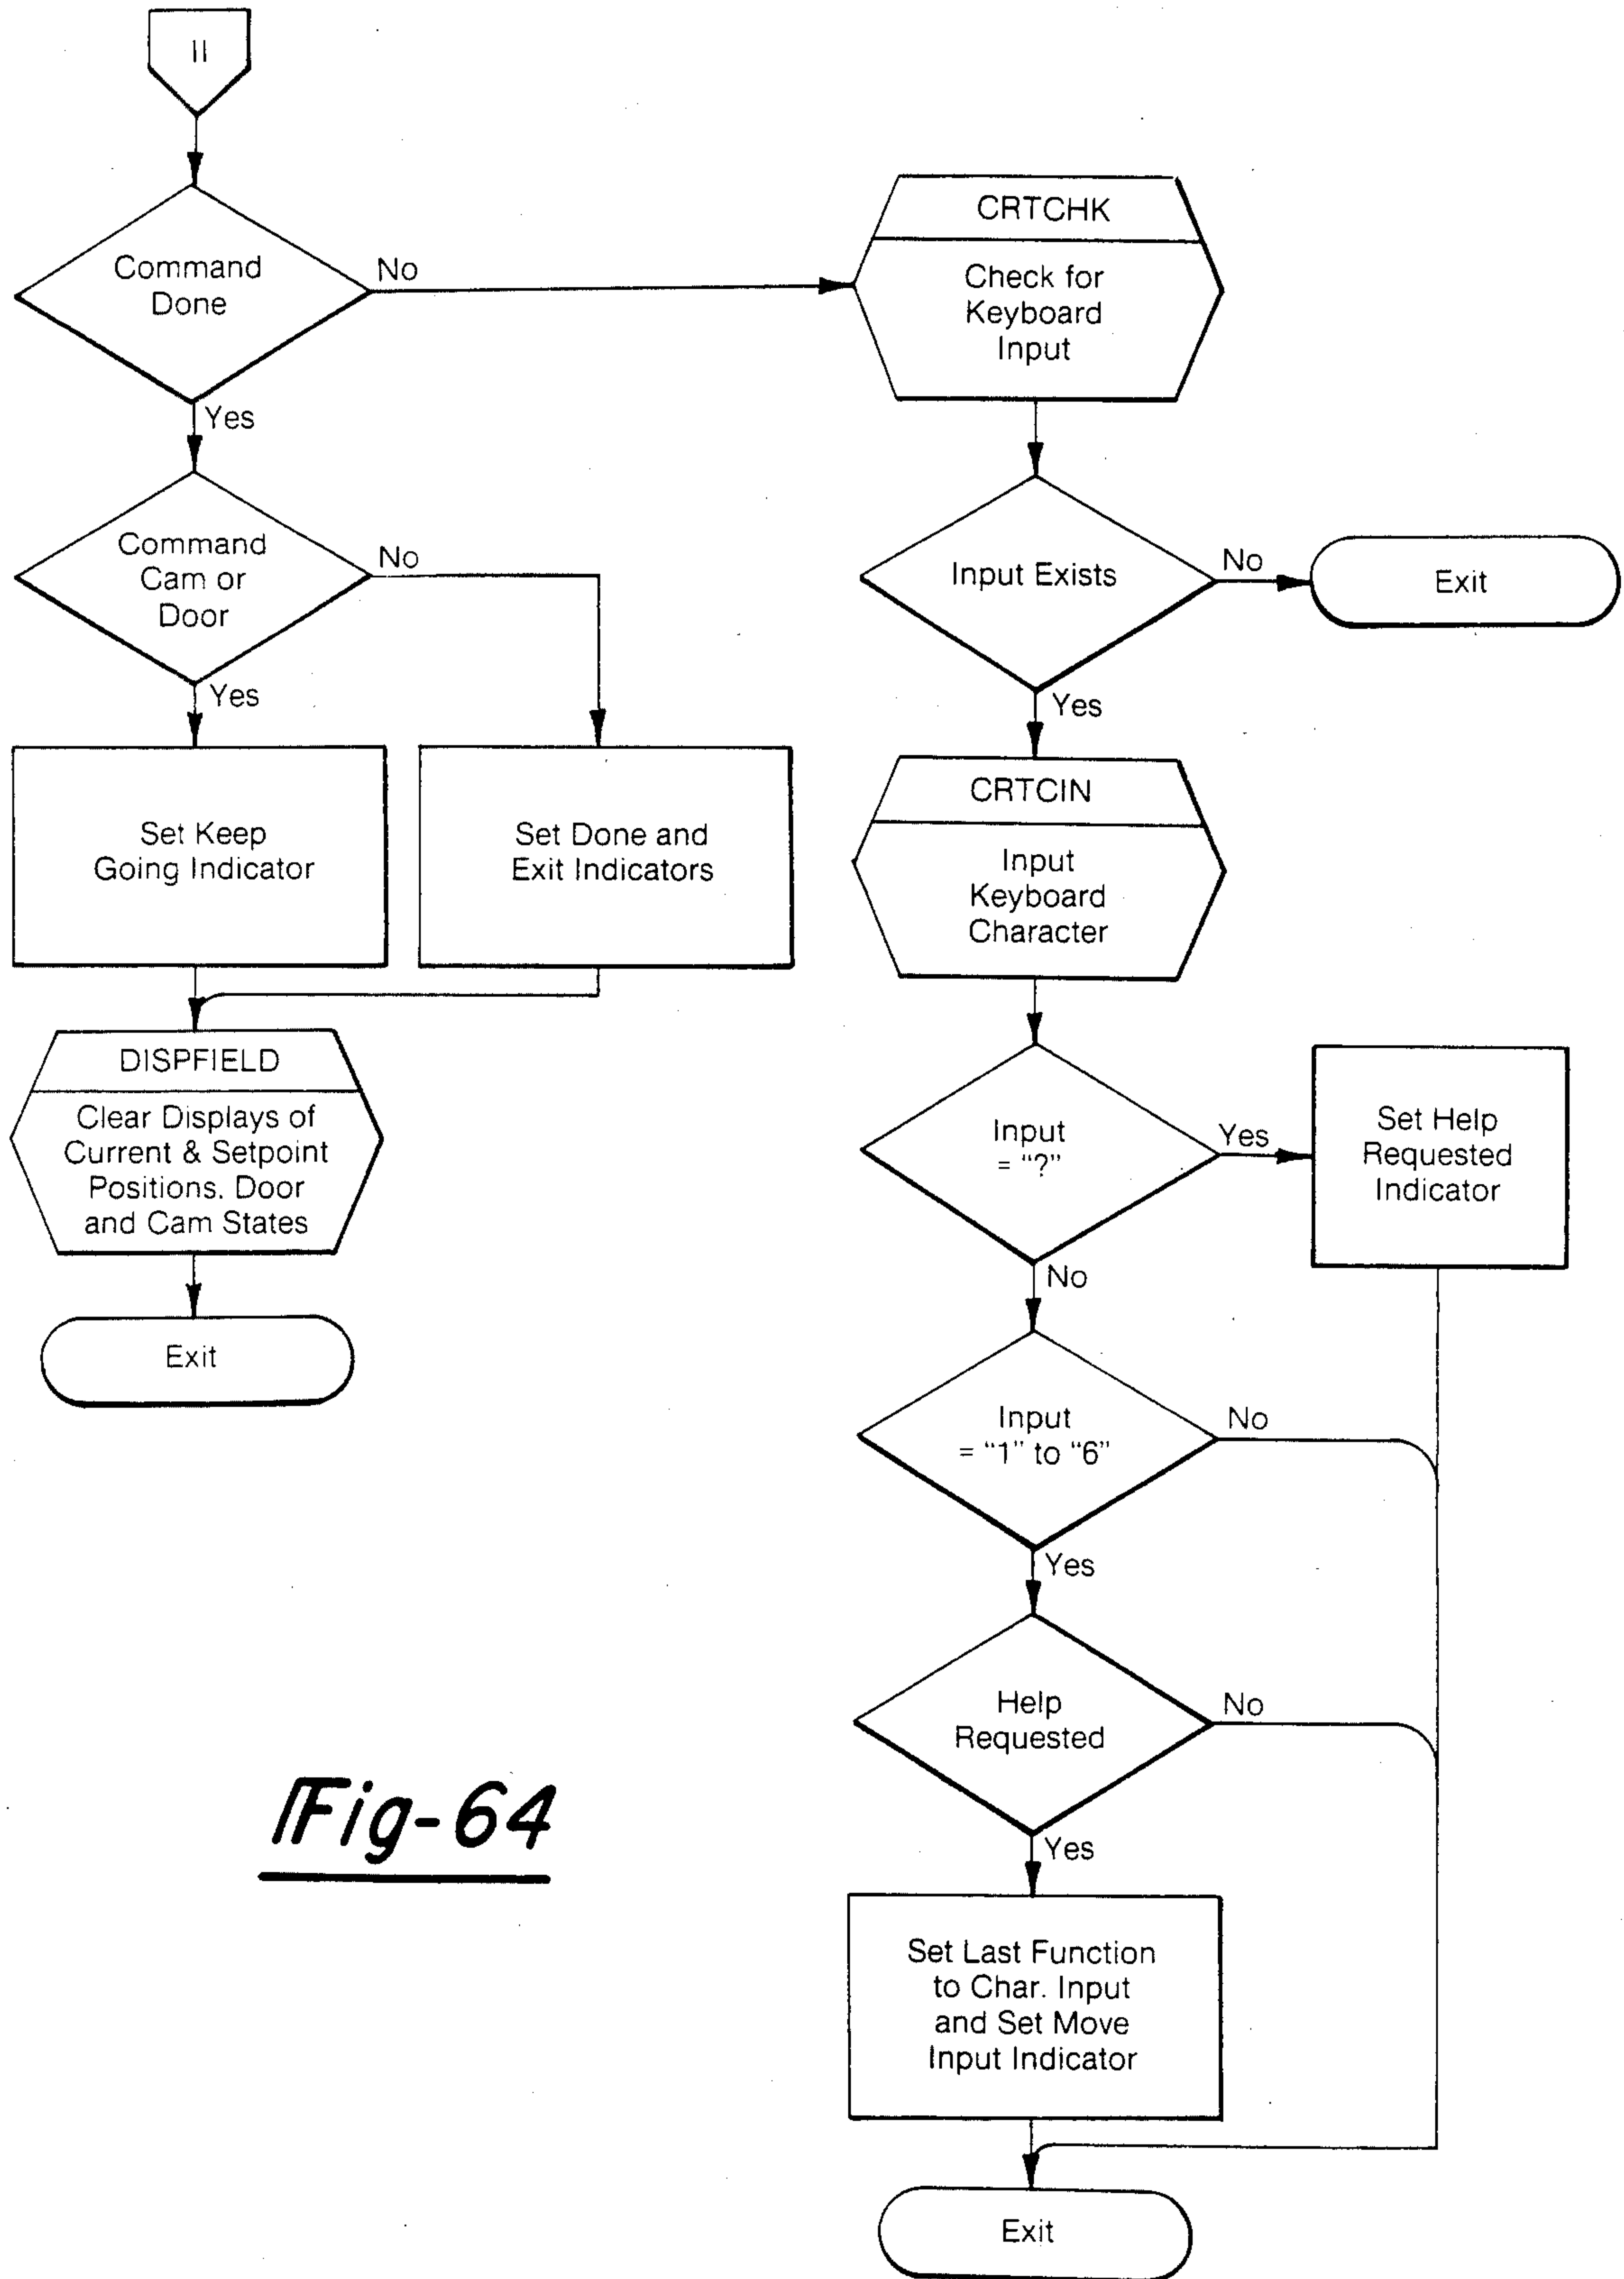 11
Command
Done
No
Yes
CRTCHK
Check for
Keyboard
Input
Command
Cam or
Door
No
Yes
Input Exists
No
Exit
Yes
Set Keep
Going Indicator
Set Done and
Exit Indicators
CRTCIN
Input
Keyboard
Character
DISPFIELD
Clear Displays of
Current & Setpoint
Positions. Door
and Cam States
Exit
Input
= “?”
Yes
Set Help
Requested
Indicator
No
Input
= “1” to “6”
No
Yes
Help
Requested
No
Yes
Set Last Function
to Char. Input
and Set Move
Input Indicator
Exit
Fig-64